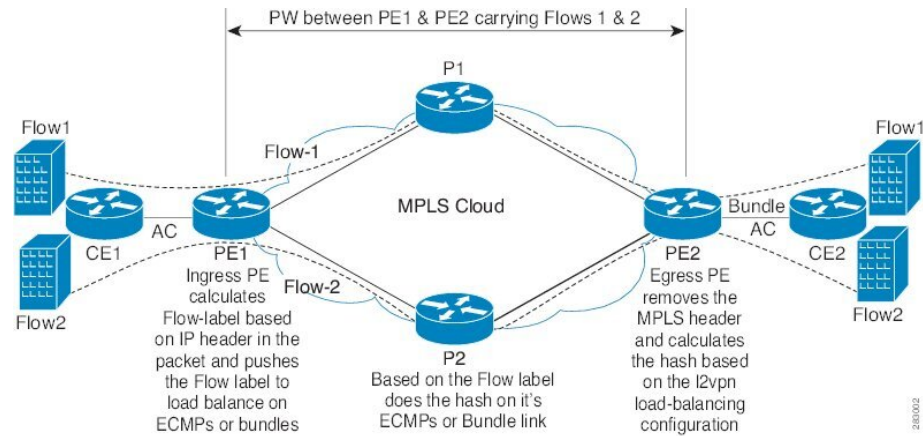 PW between PE1 & PE2 carrying Flows 1 & 2
P1
Flow1
Flow1
Flow-1
MPLS Cloud
Bundle
AC
AC
CE1
PE1
PE2
CE2
Flow2
Flow2
Flow-2
Ingress PE
calculates
Flow-label based
on IP header in the
packet and pushes
the Flow label to
load balance on
ECMPs or bundles
P2
Based on the Flow label
does the hash on it's
ECMPs or Bundle link
Egress PE
removes the
MPLS header
and calculates
the hash based
on the l2vpn
load-balancing
configuration
283002